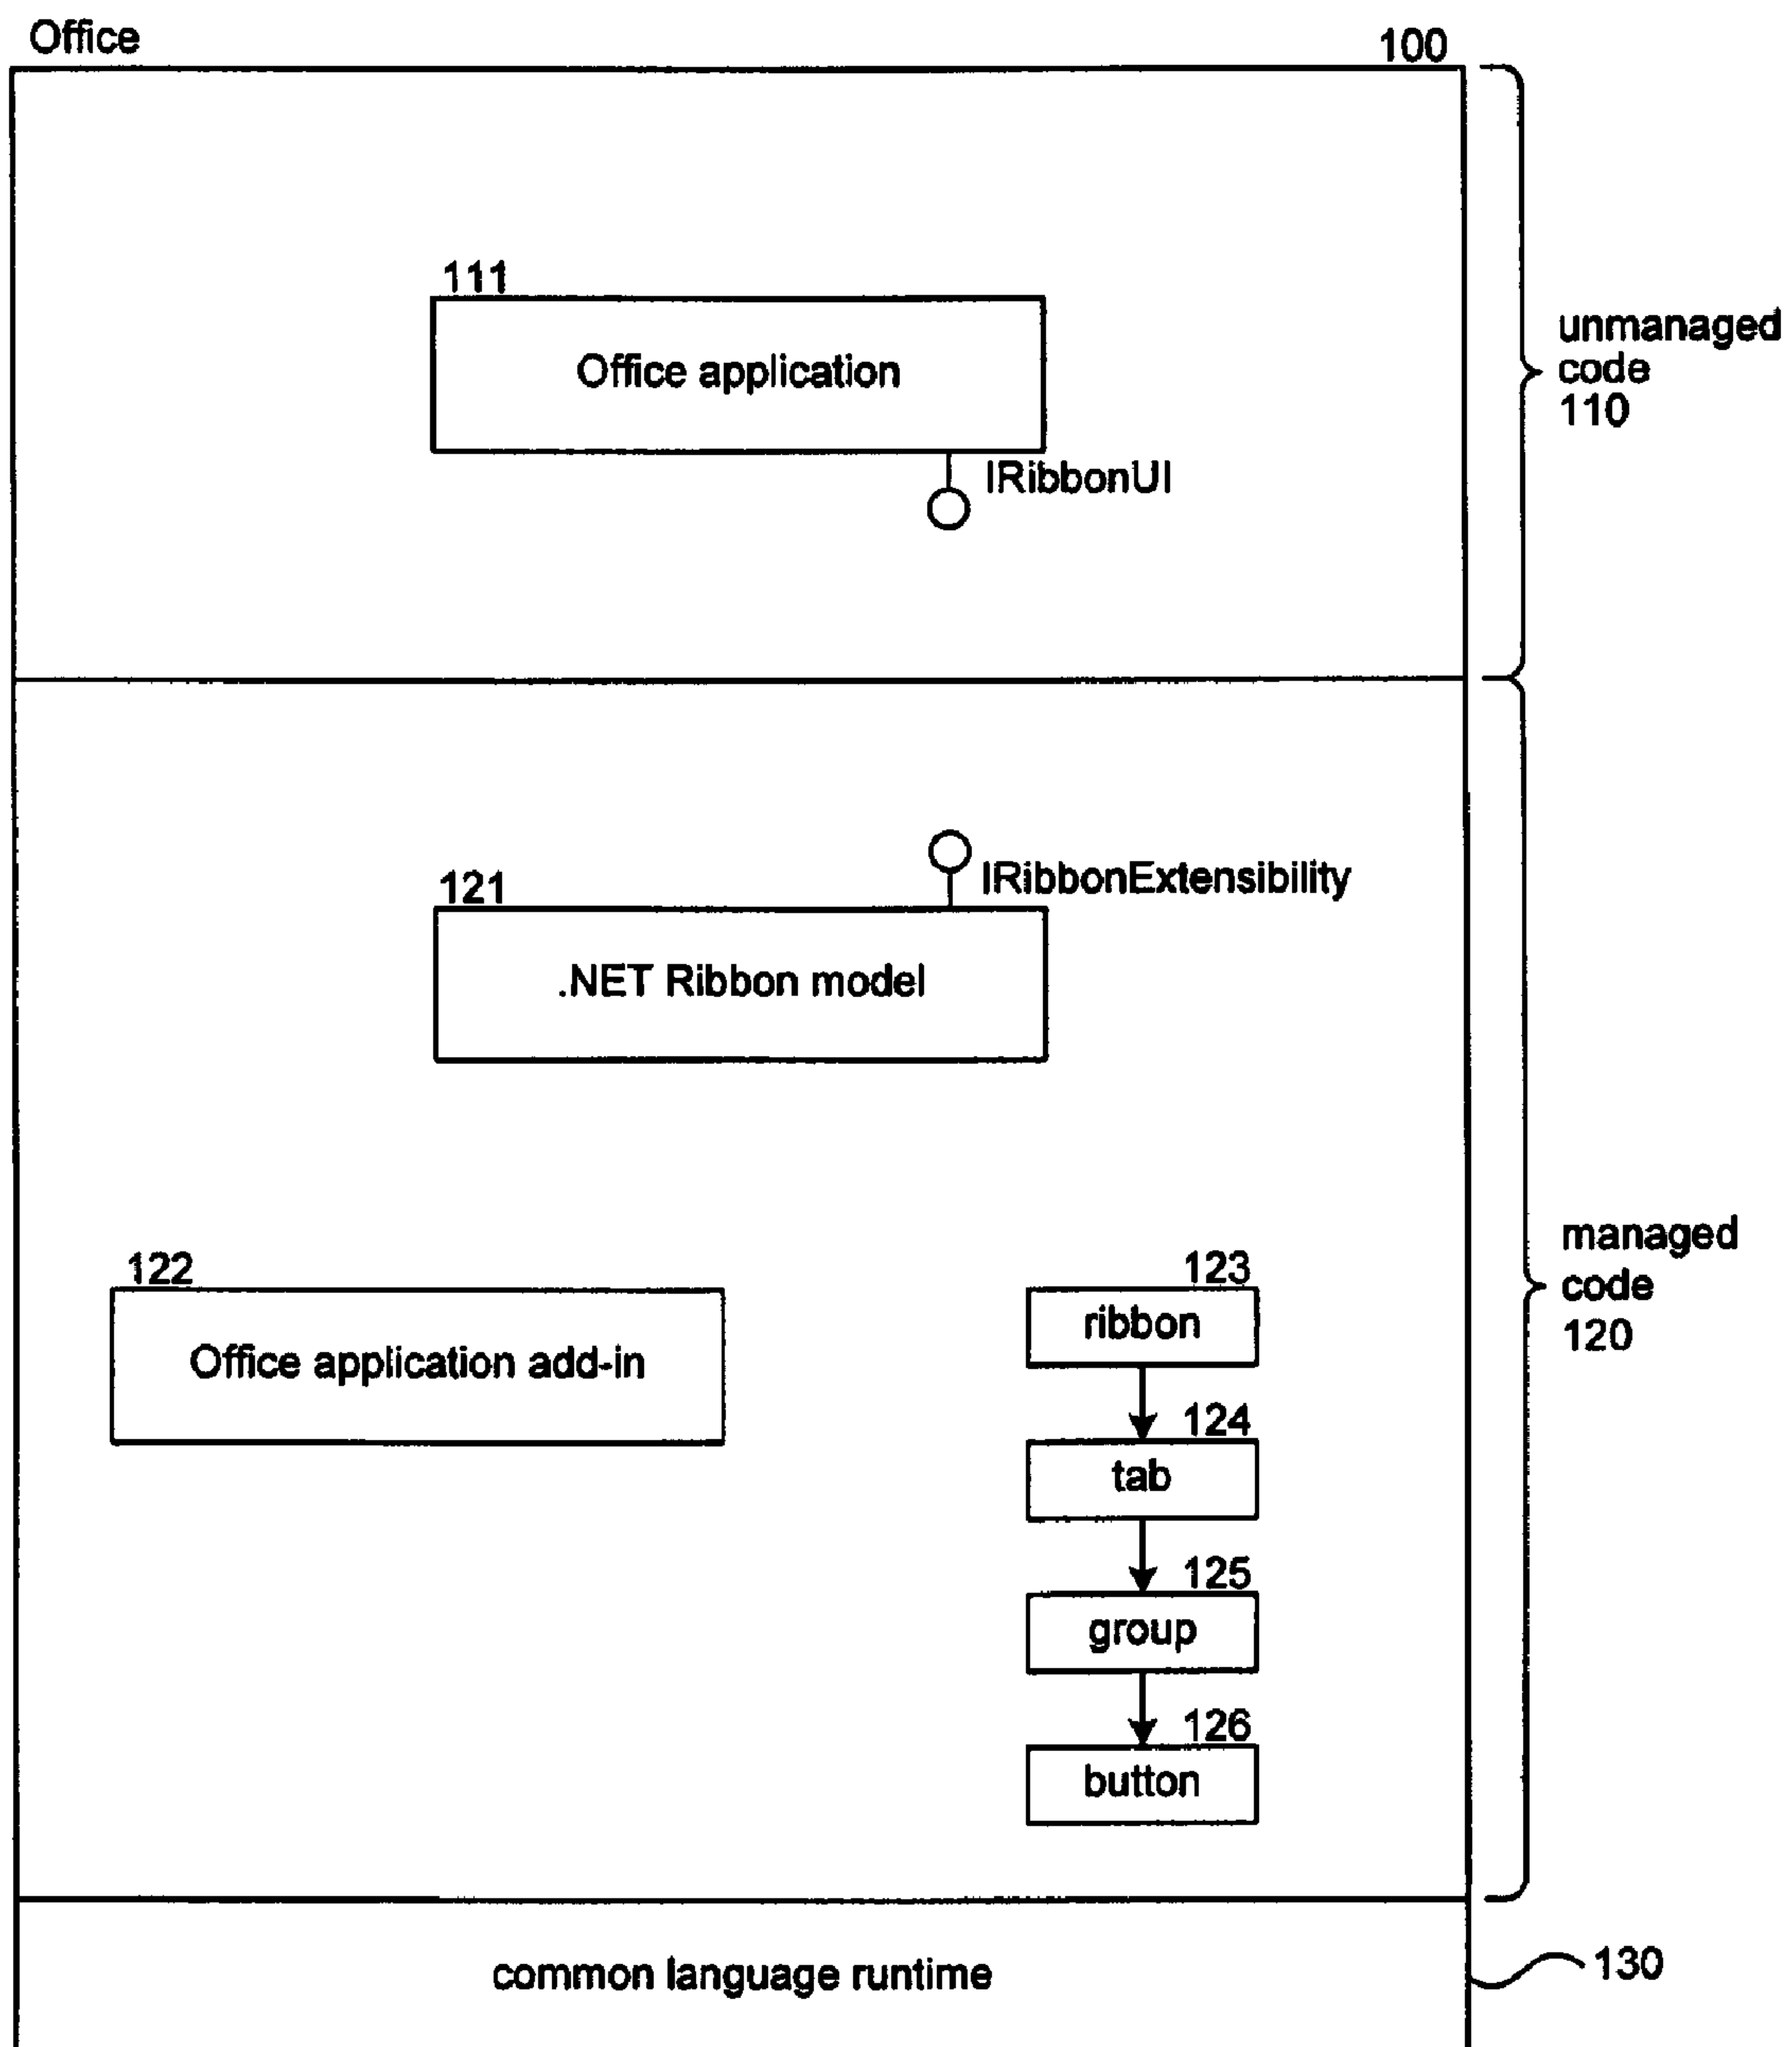 Office
100
111
Office application
IRibbonUI
unmanaged
code
110
121
IRibbonExtensibility
.NET Ribbon model
122
Office application add-in
123
ribbon
124
tab
125
group
126
button
managed
code
120
common language runtime
130